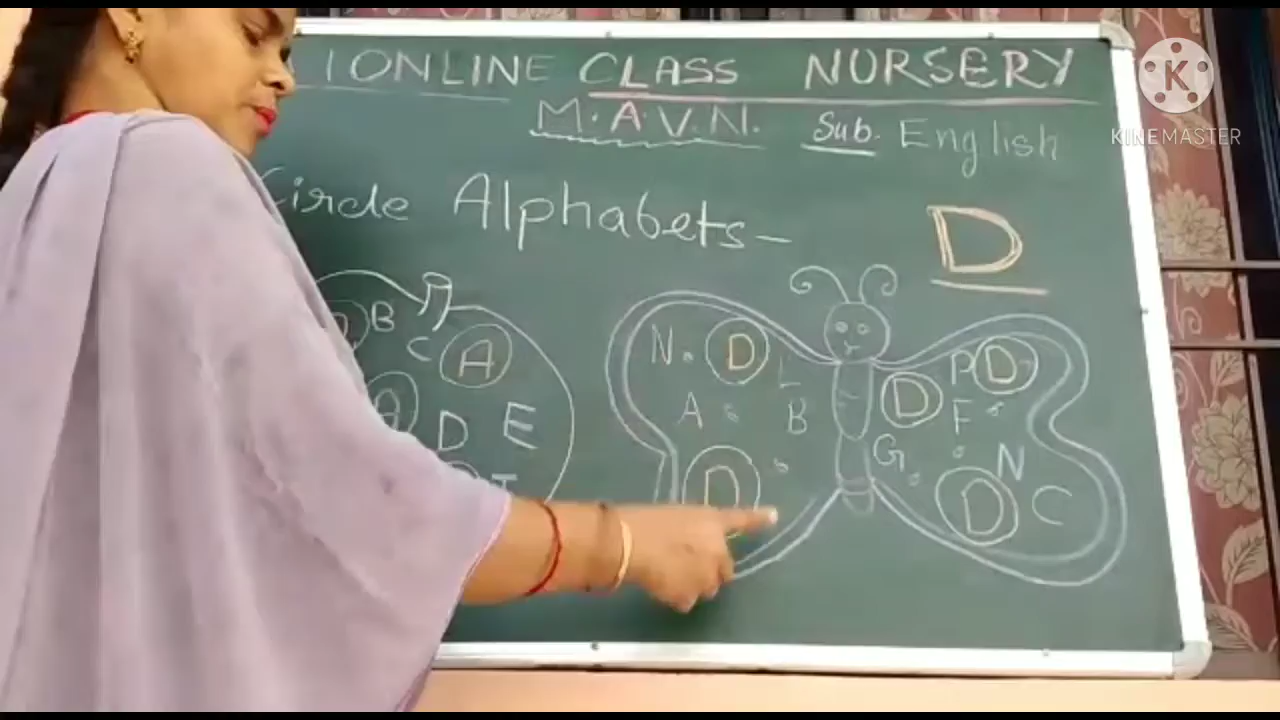 ONLINE CLASS NURSERY
M.A.V.N. Sub. English
Circle Alphabets-
D
B
C A
A D E
N D L
A B
D
P D
D F
G N
D C
K
KINEMASTER